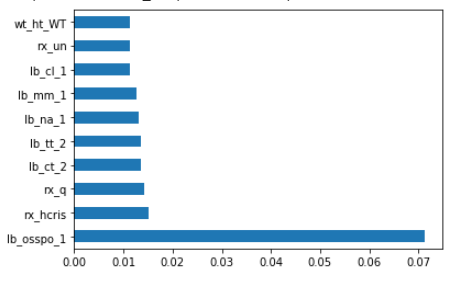 wt_ht_WT
rx_un
lb_cl_1
lb_mm_1
lb_na_1
lb_tt_2
lb_ct_2
rx_q
rx_hcris
lb_osspo_1
0.00 0.01 0.02 0.03 0.04 0.05 0.06 0.07